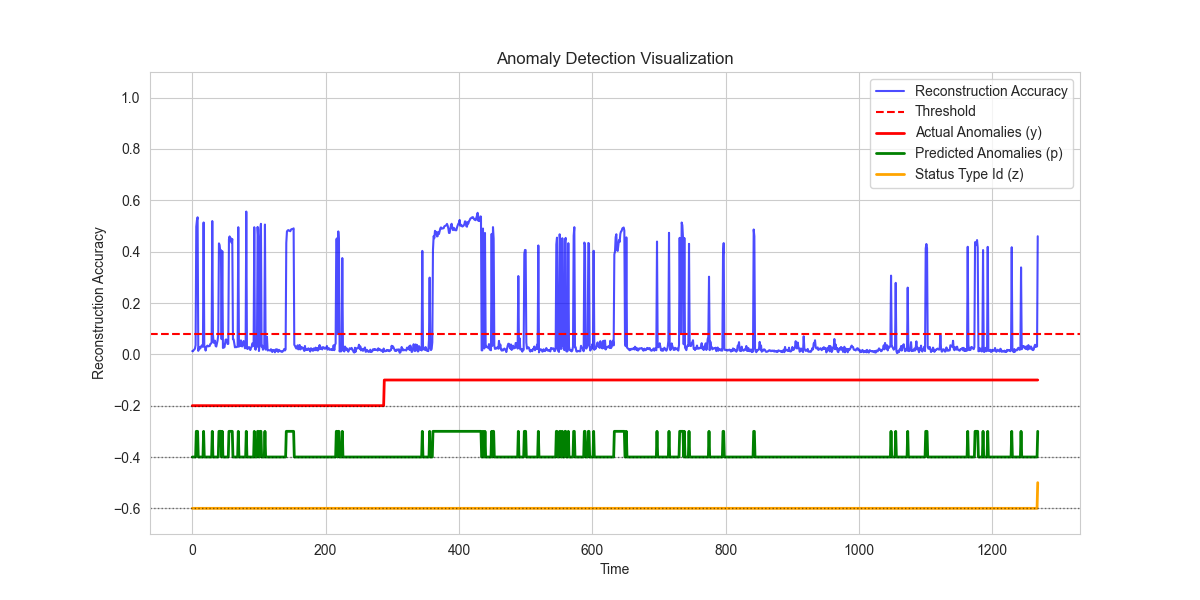 Anomaly Detection Visualization
Reconstruction Accuracy
1.0
0.8
0.6
0.4
0.2
0.0
−0.2
−0.4
−0.6
Reconstruction Accuracy
Threshold
Actual Anomalies (y)
Predicted Anomalies (p)
Status Type Id (z)
0
200
400
600
800
1000
1200
Time